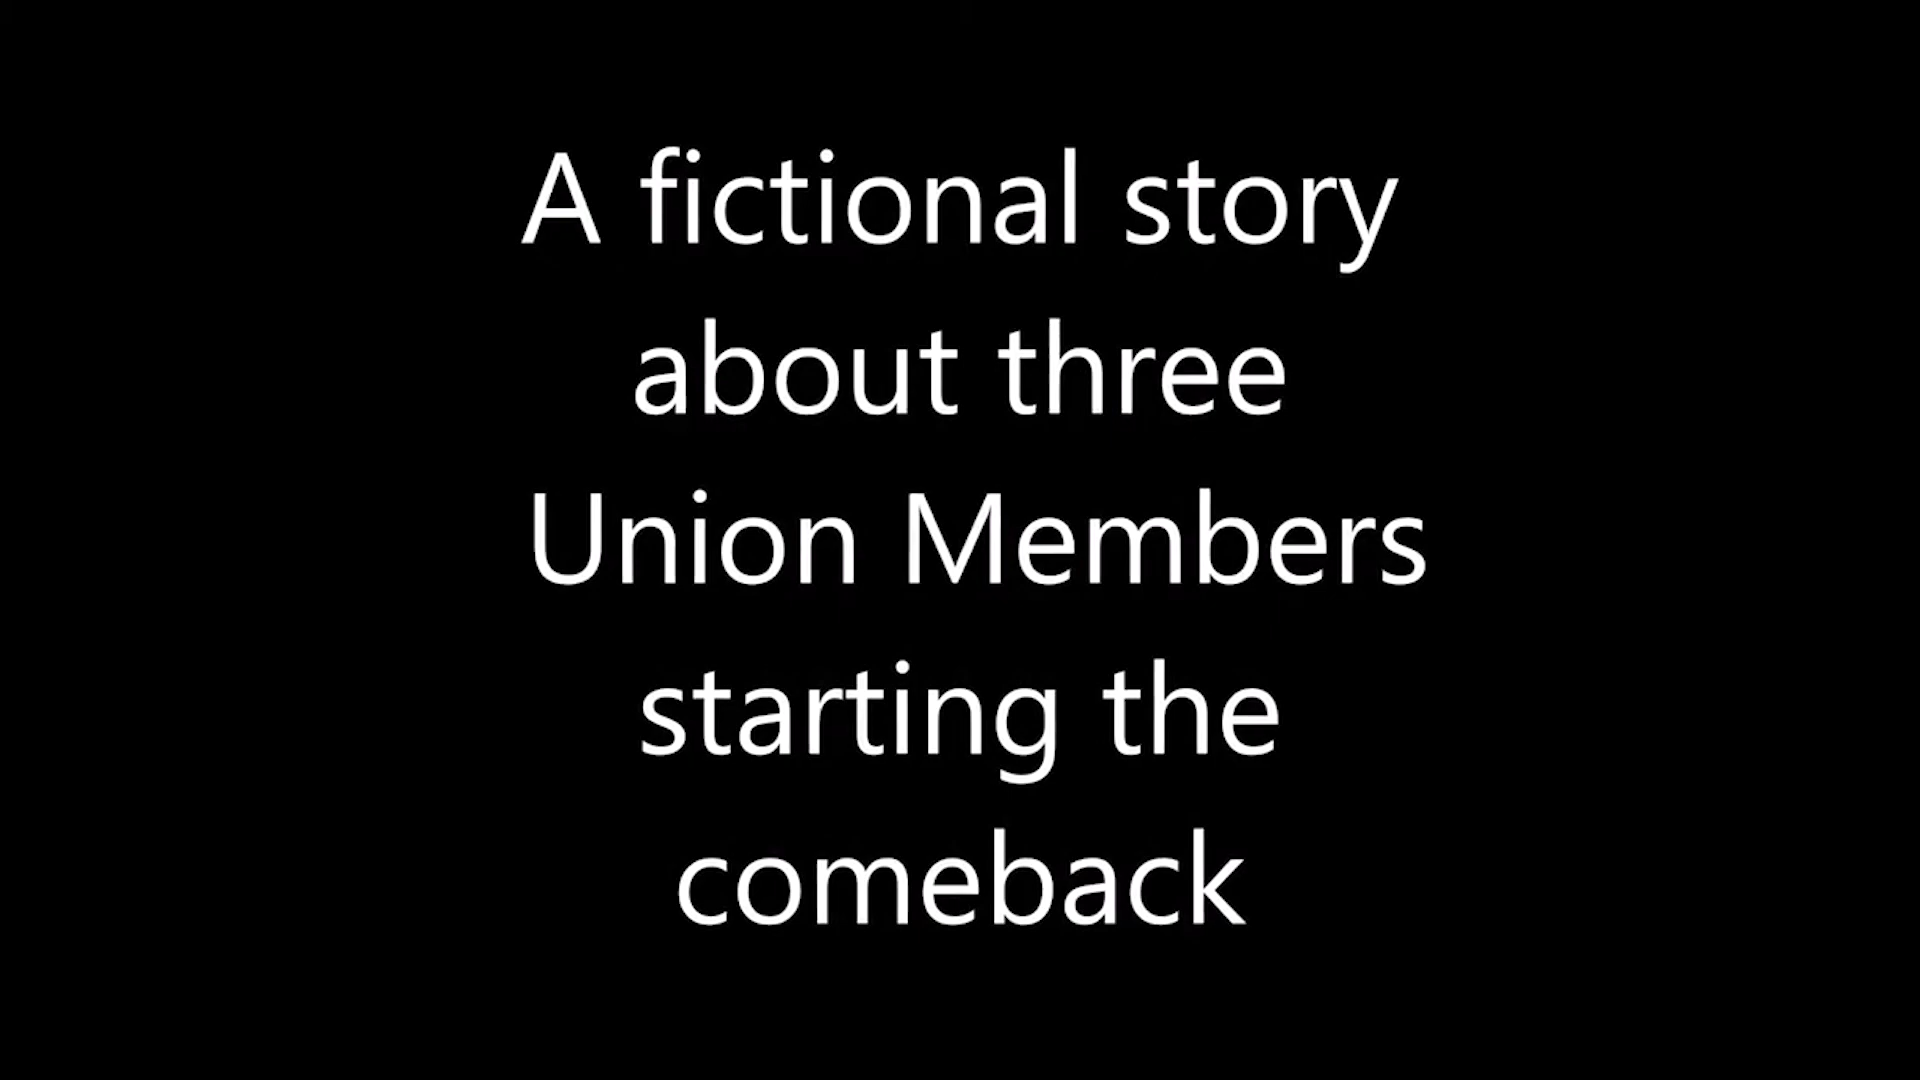 A fictional story
about three
Union Members
starting the
comeback